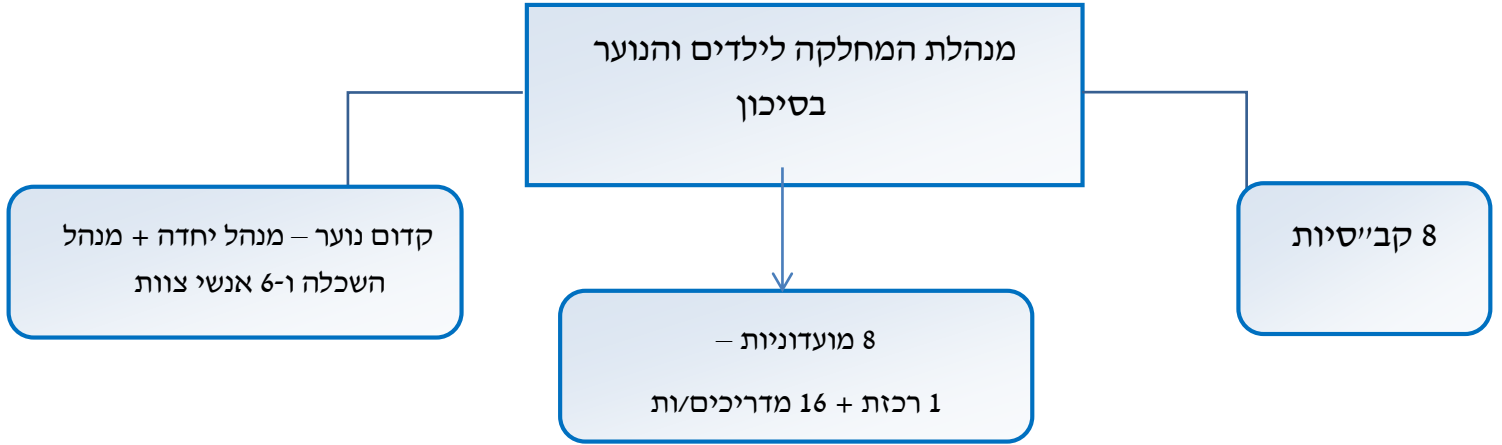 מנהלת המחלקה לילדים והנוער
בסיכון
8 קב״סיות
8 מועדוניות –
1 רכזת + 16 מדריכים/ות
קדום נוער – מנהל יחדה + מנהל
השכלה ו-6 אנשי צוות